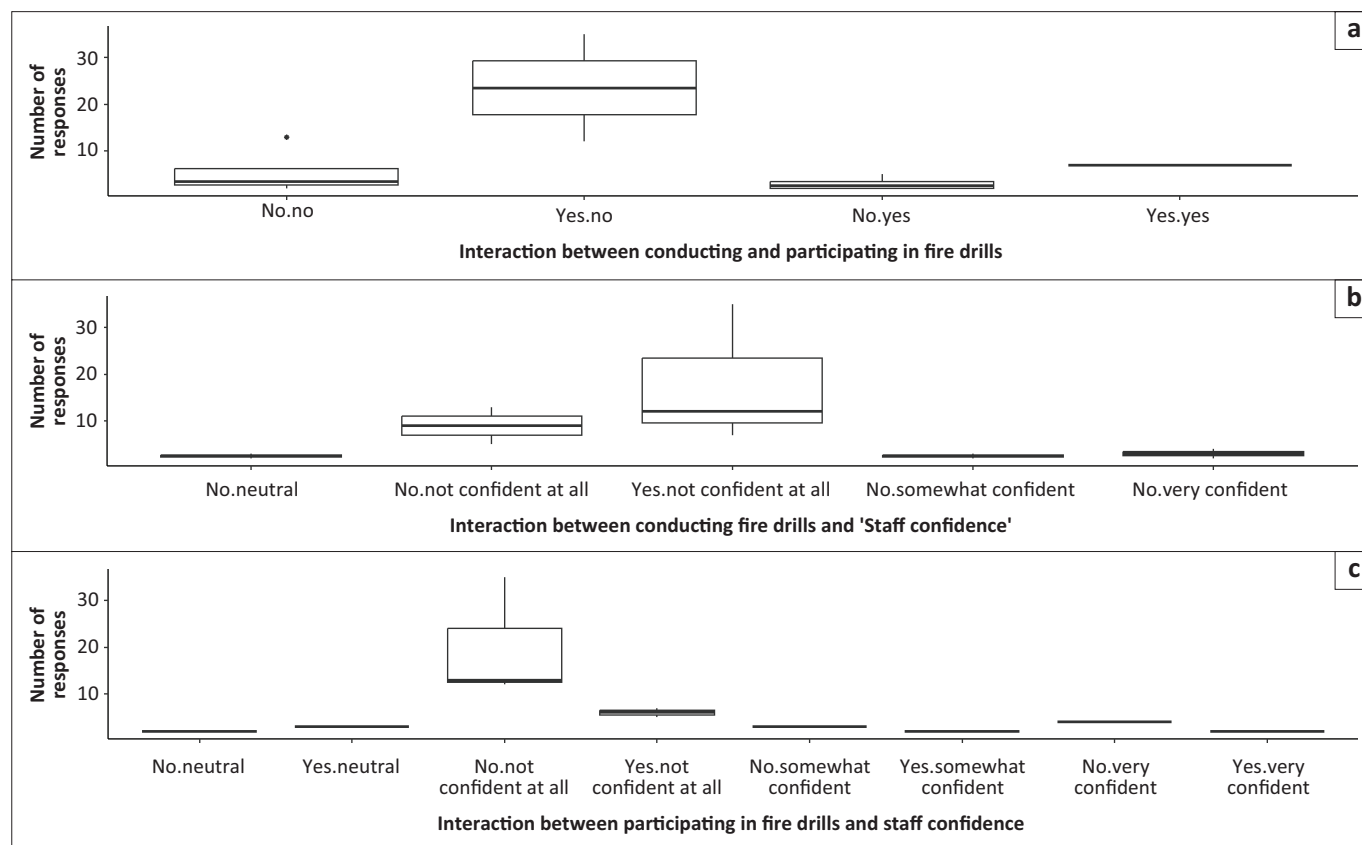 a
Number of
responses
30
20
10
No.no Yes.no No.yes Yes.yes
Interaction between conducting and participating in fire drills
b
Number of
responses
30
20
10
No.neutral No.not confident at all Yes.not confident at all No.somewhat confident No.very confident
Interaction between conducting fire drills and 'Staff confidence'
c
Number of
responses
30
20
10
No.neutral Yes.neutral No.not confident at all Yes.not confident at all No.somewhat confident Yes.somewhat confident No.very confident Yes.very confident
Interaction between participating in fire drills and staff confidence